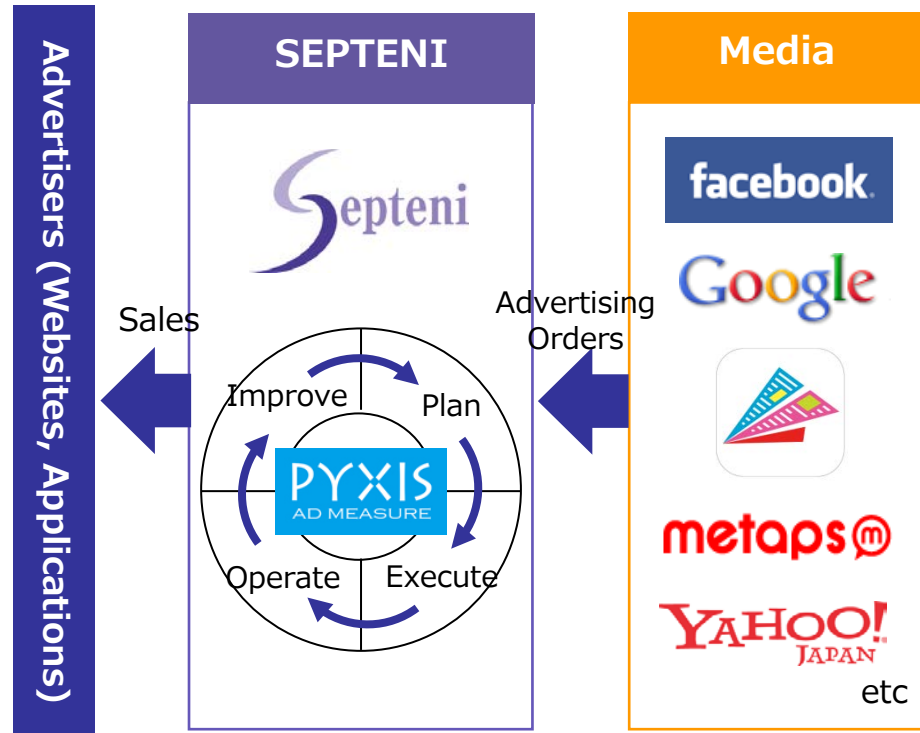 Advertisers (Websites, Applications)
SEPTENI
Septeni
Sales
Improve
Plan
PYXIS
AD MEASURE
Operate
Execute
Advertising
Orders
Media
facebook.
Google
metaps m
YAHOO!
JAPAN
etc